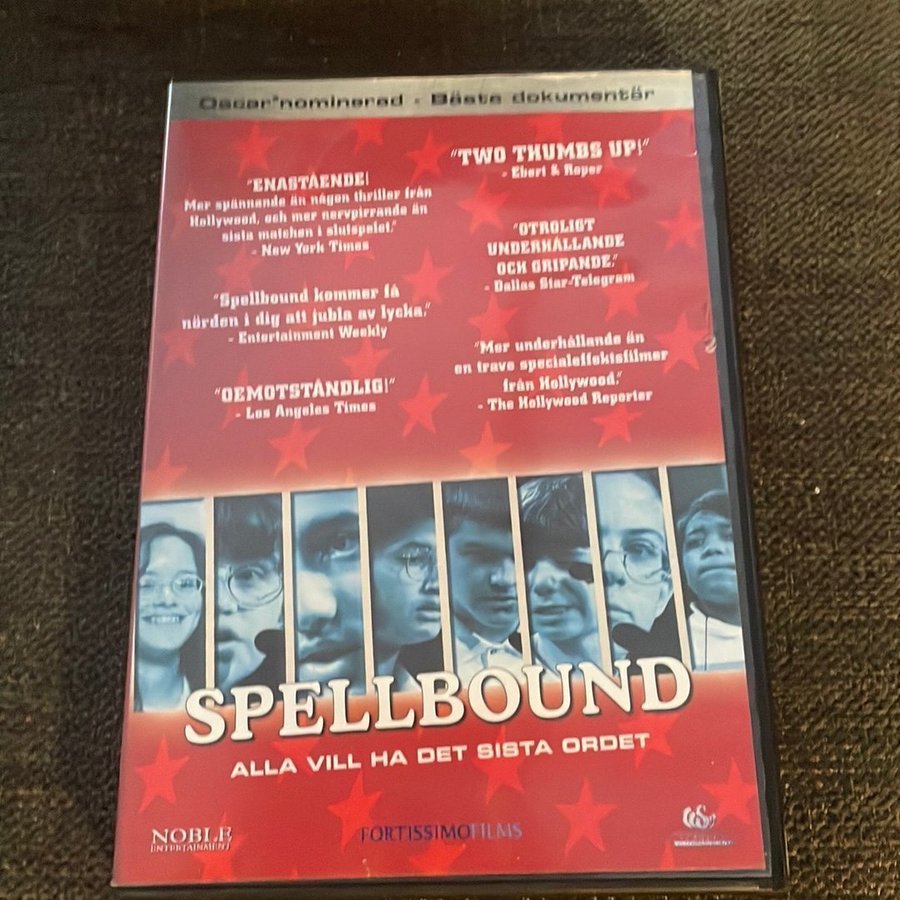 Oscar®nominerad - Bästa dokumentär
"ENASTÅENDE!
Mer spännande än någon thriller från
Hollywood, och mer nervpirrande än
sista matchen i slutspelet."
- New York Times
"Spellbound kommer få
nörden i dig att jubla av lycka."
- Entertainment Weekly
"OEMOTSTÅNDLIG!"
- Los Angeles Times
"TWO THUMBS UP!"
- Ebert & Roper
"OTROLIGT
UNDERHÅLLANDE
OCH GRIPANDE."
- Dallas Star-Telegram
"Mer underhållande än
en trave specialeffektsfilmer
från Hollywood."
- The Hollywood Reporter
SPELLBOUND
ALLA VILL HA DET SISTA ORDET
NOBLE
ENTERTAINMENT
FORTISSIMOFILMS